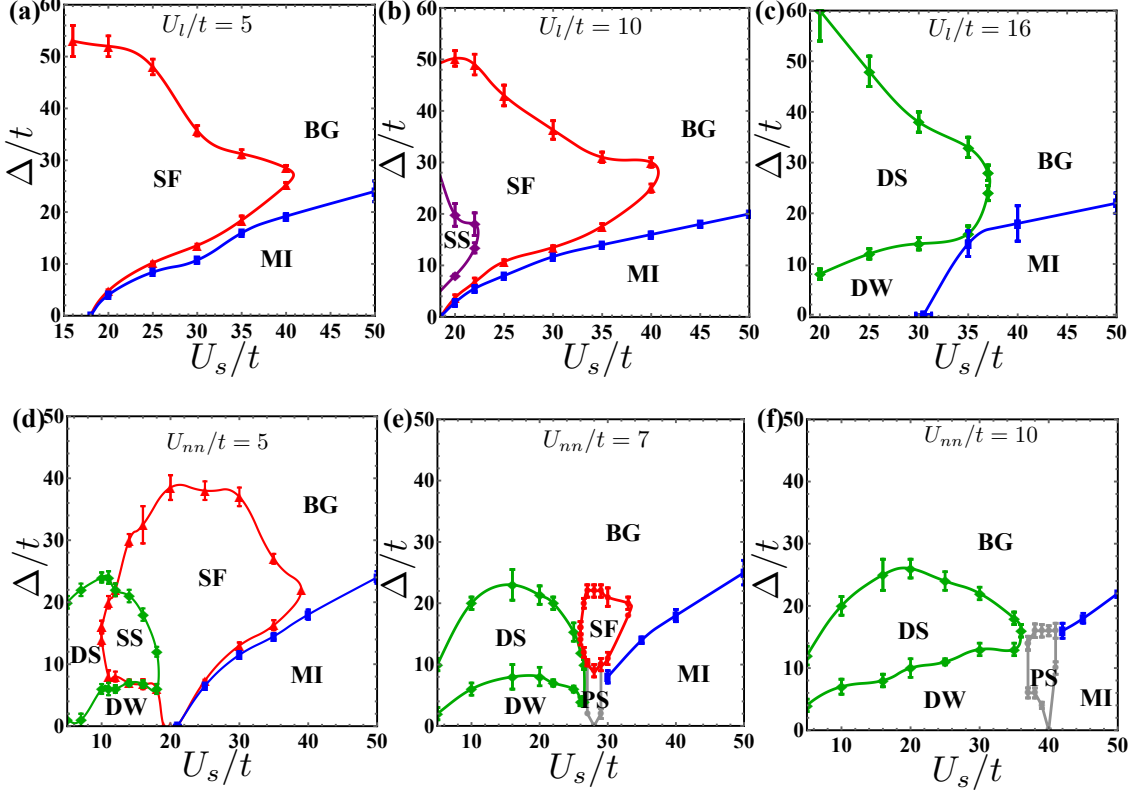 (a) U_l/t = 5
60
50
40
30
20
10
0
Δ/t
BG
SF
MI
15 20 25 30 35 40 45 50
U_s/t
(b) U_l/t = 10
60
50
40
30
20
10
0
Δ/t
BG
SF
SS
MI
20 25 30 35 40 45 50
U_s/t
(c) U_l/t = 16
60
50
40
30
20
10
0
Δ/t
BG
DS
MI
DW
20 25 30 35 40 45 50
U_s/t
(d) U_nn/t = 5
50
40
30
20
10
0
Δ/t
BG
SF
SS
DS
MI
DW
10 20 30 40 50
U_s/t
(e) U_nn/t = 7
50
40
30
20
10
0
Δ/t
BG
DS
SF
MI
DW
PS
10 20 30 40 50
U_s/t
(f) U_nn/t = 10
50
40
30
20
10
0
Δ/t
BG
DS
PS
DW
MI
10 20 30 40 50
U_s/t